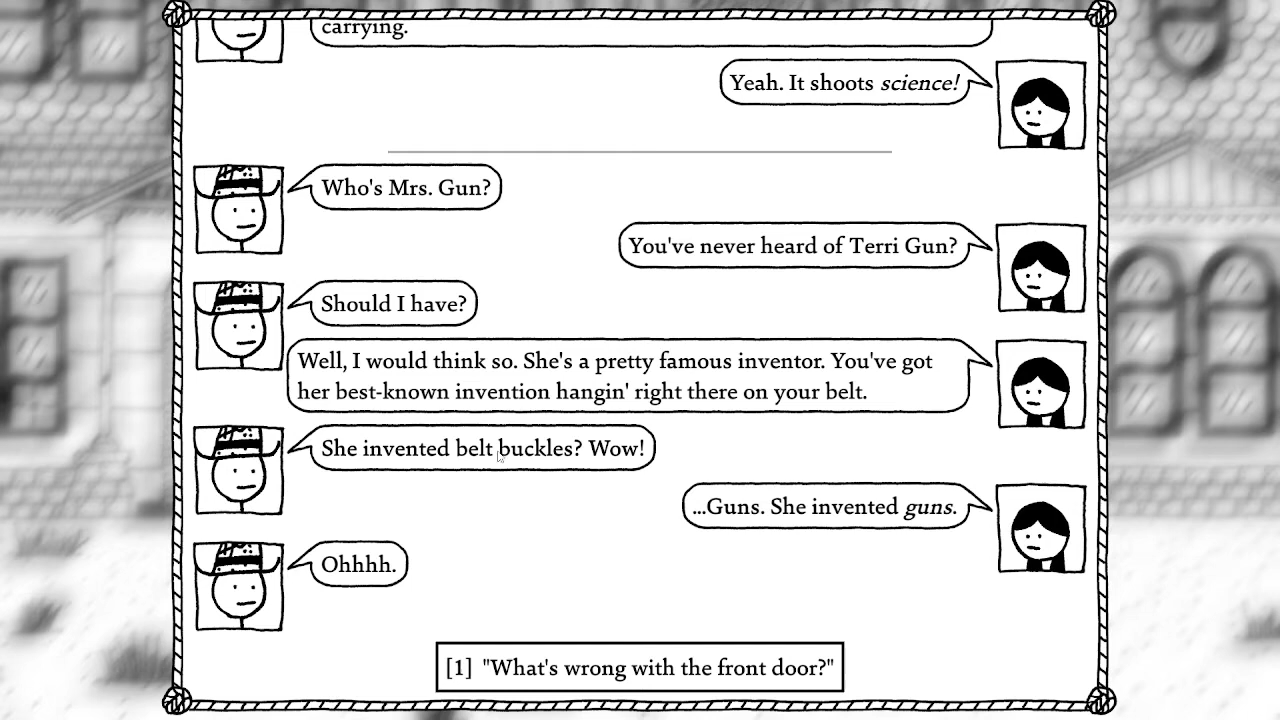 carrying.
Yeah. It shoots science!
Who's Mrs. Gun?
You've never heard of Terri Gun?
Should I have?
Well, I would think so. She's a pretty famous inventor. You've got
her best-known invention hangin' right there on your belt.
She invented belt buckles? Wow!
...Guns. She invented guns.
Ohhhh.
[1] "What's wrong with the front door?"